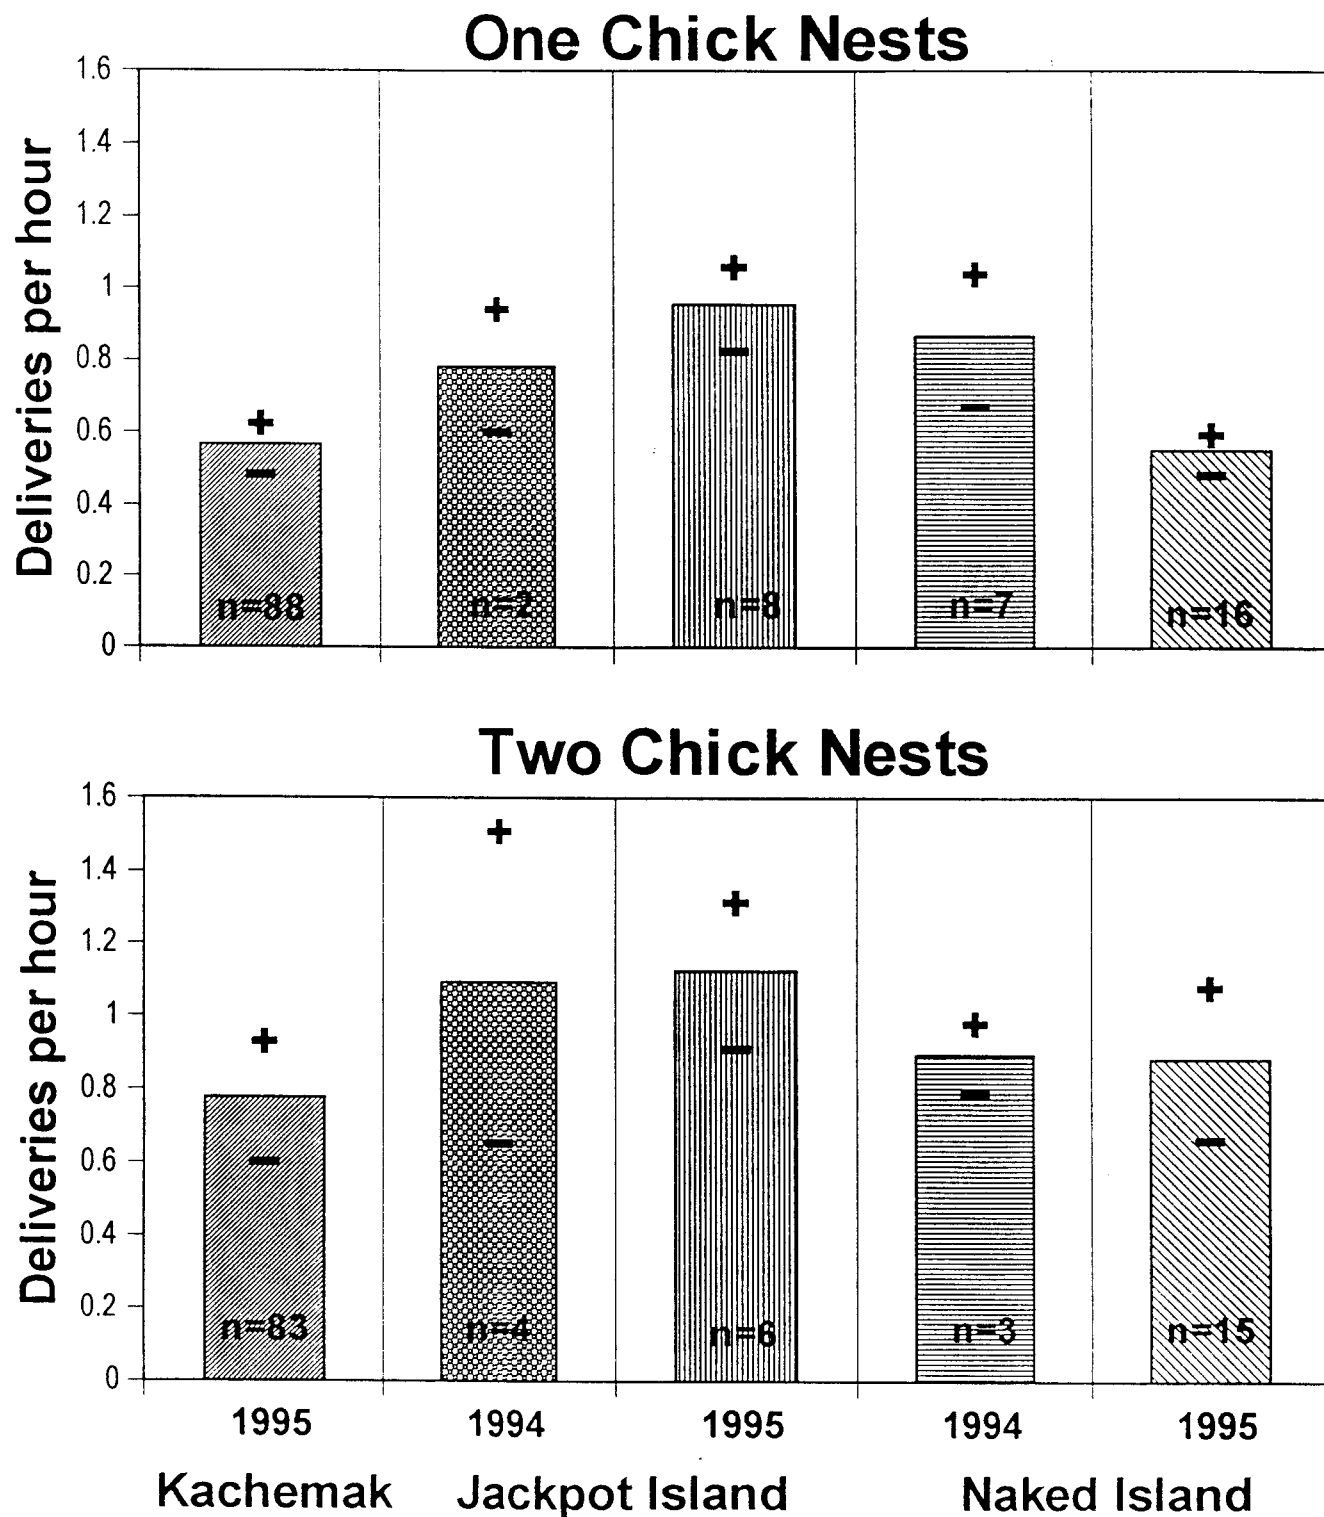 One Chick Nests
Deliveries per hour
1.6
1.4
1.2
1
0.8
0.6
0.4
0.2
0
n=88
n=2
n=8
n=7
n=16
Two Chick Nests
Deliveries per hour
1.6
1.4
1.2
1
0.8
0.6
0.4
0.2
0
n=83
n=4
n=6
n=3
n=15
1995 1994 1995 1994 1995
Kachemak Jackpot Island Naked Island